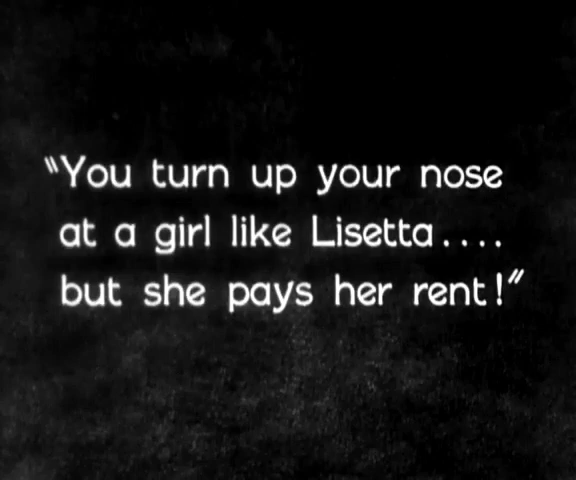 "You turn up your nose
at a girl like Lisetta....
but she pays her rent!"